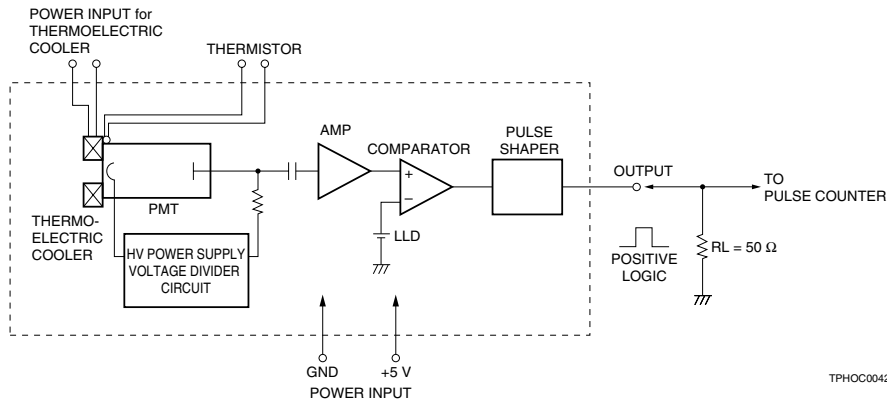 POWER INPUT for
THERMOELECTRIC
COOLER
THERMISTOR
AMP
COMPARATOR
PULSE
SHAPER
OUTPUT
TO
PULSE COUNTER
+
−
LLD
PMT
THERMO-
ELECTRIC
COOLER
HV POWER SUPPLY
VOLTAGE DIVIDER
CIRCUIT
POSITIVE
LOGIC
RL = 50 Ω
GND
+5 V
POWER INPUT
TPHOC0042